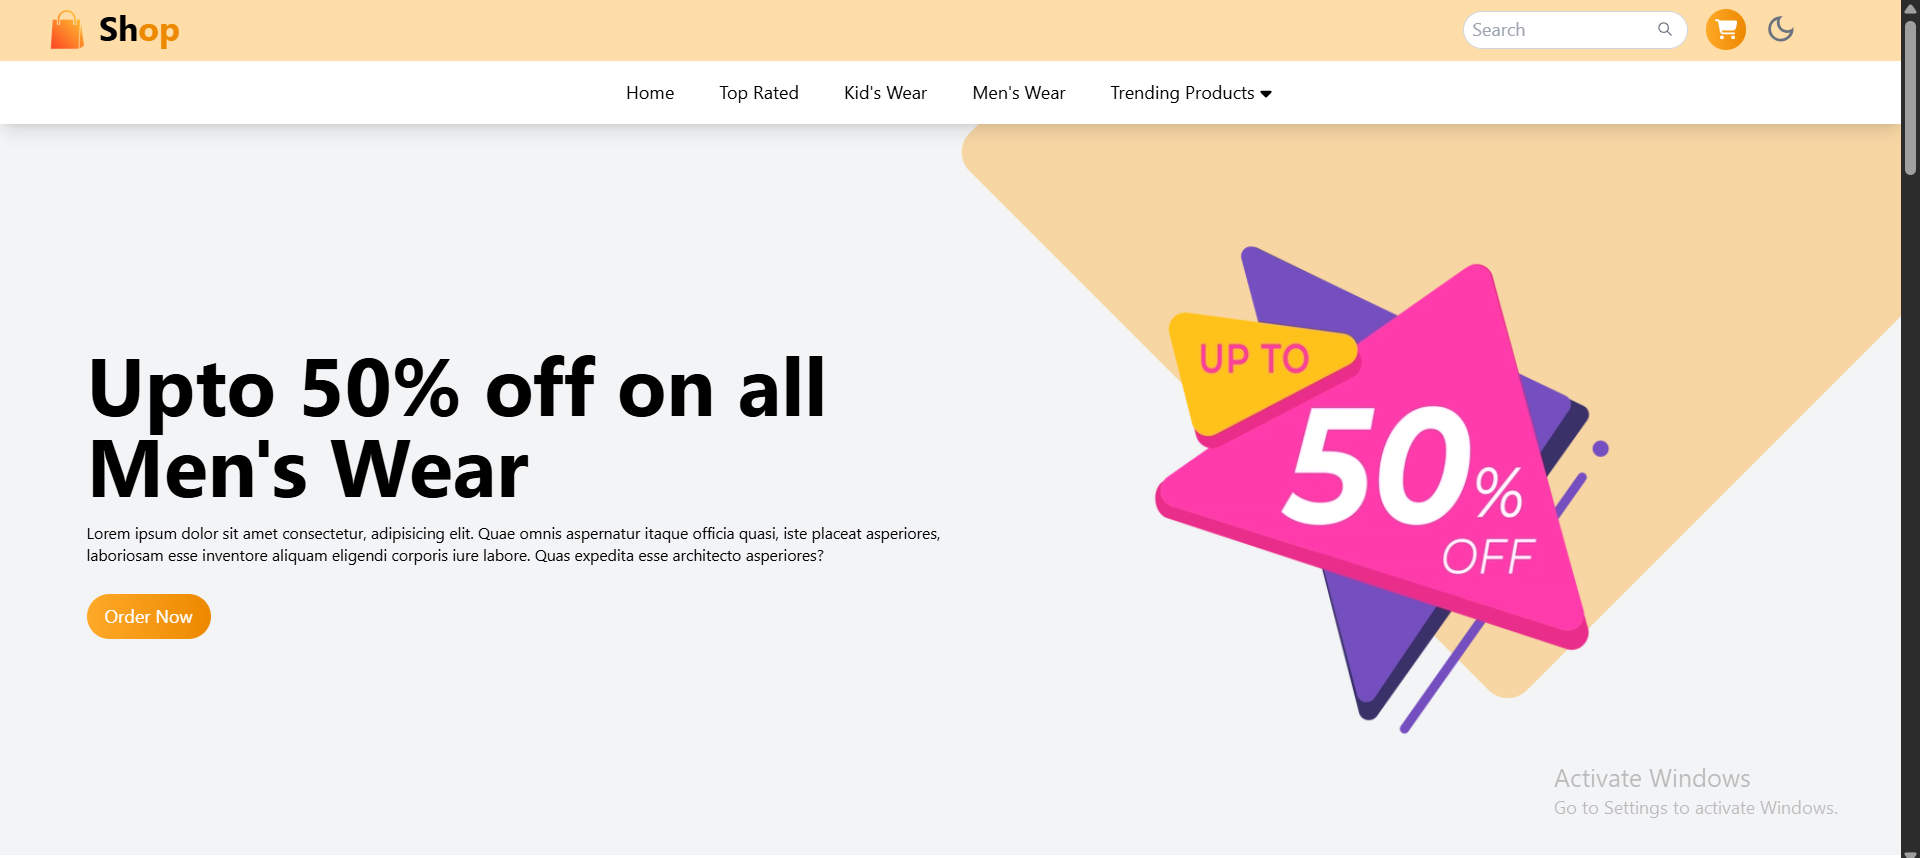 Shop
Search
Home Top Rated Kid's Wear Men's Wear Trending Products
Upto 50% off on all
Men's Wear
Lorem ipsum dolor sit amet consectetur, adipisicing elit. Quae omnis aspernatur itaque officia quasi, iste placeat asperiores,
laboriosam esse inventore aliquam eligendi corporis iure labore. Quas expedita esse architecto asperiores?
Order Now
UP TO
50%
OFF
Activate Windows
Go to Settings to activate Windows.